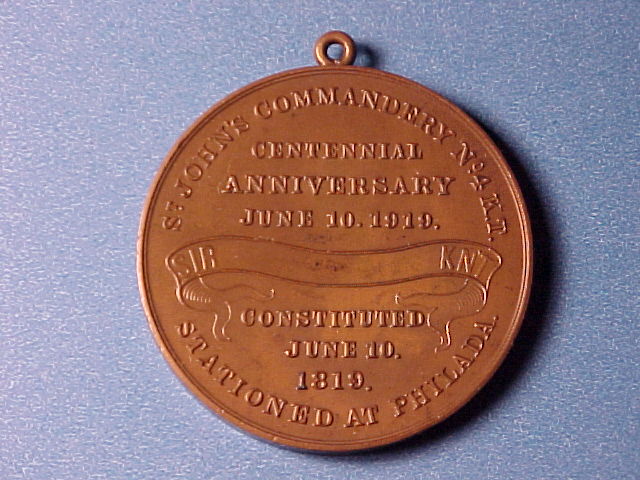 ST JOHN'S COMMANDERY No. 4 K.T.
CENTENNIAL
ANNIVERSARY
JUNE 10. 1919.
SIR KNT
CONSTITUTED
JUNE 10.
1819.
STATIONED AT PHILADA.